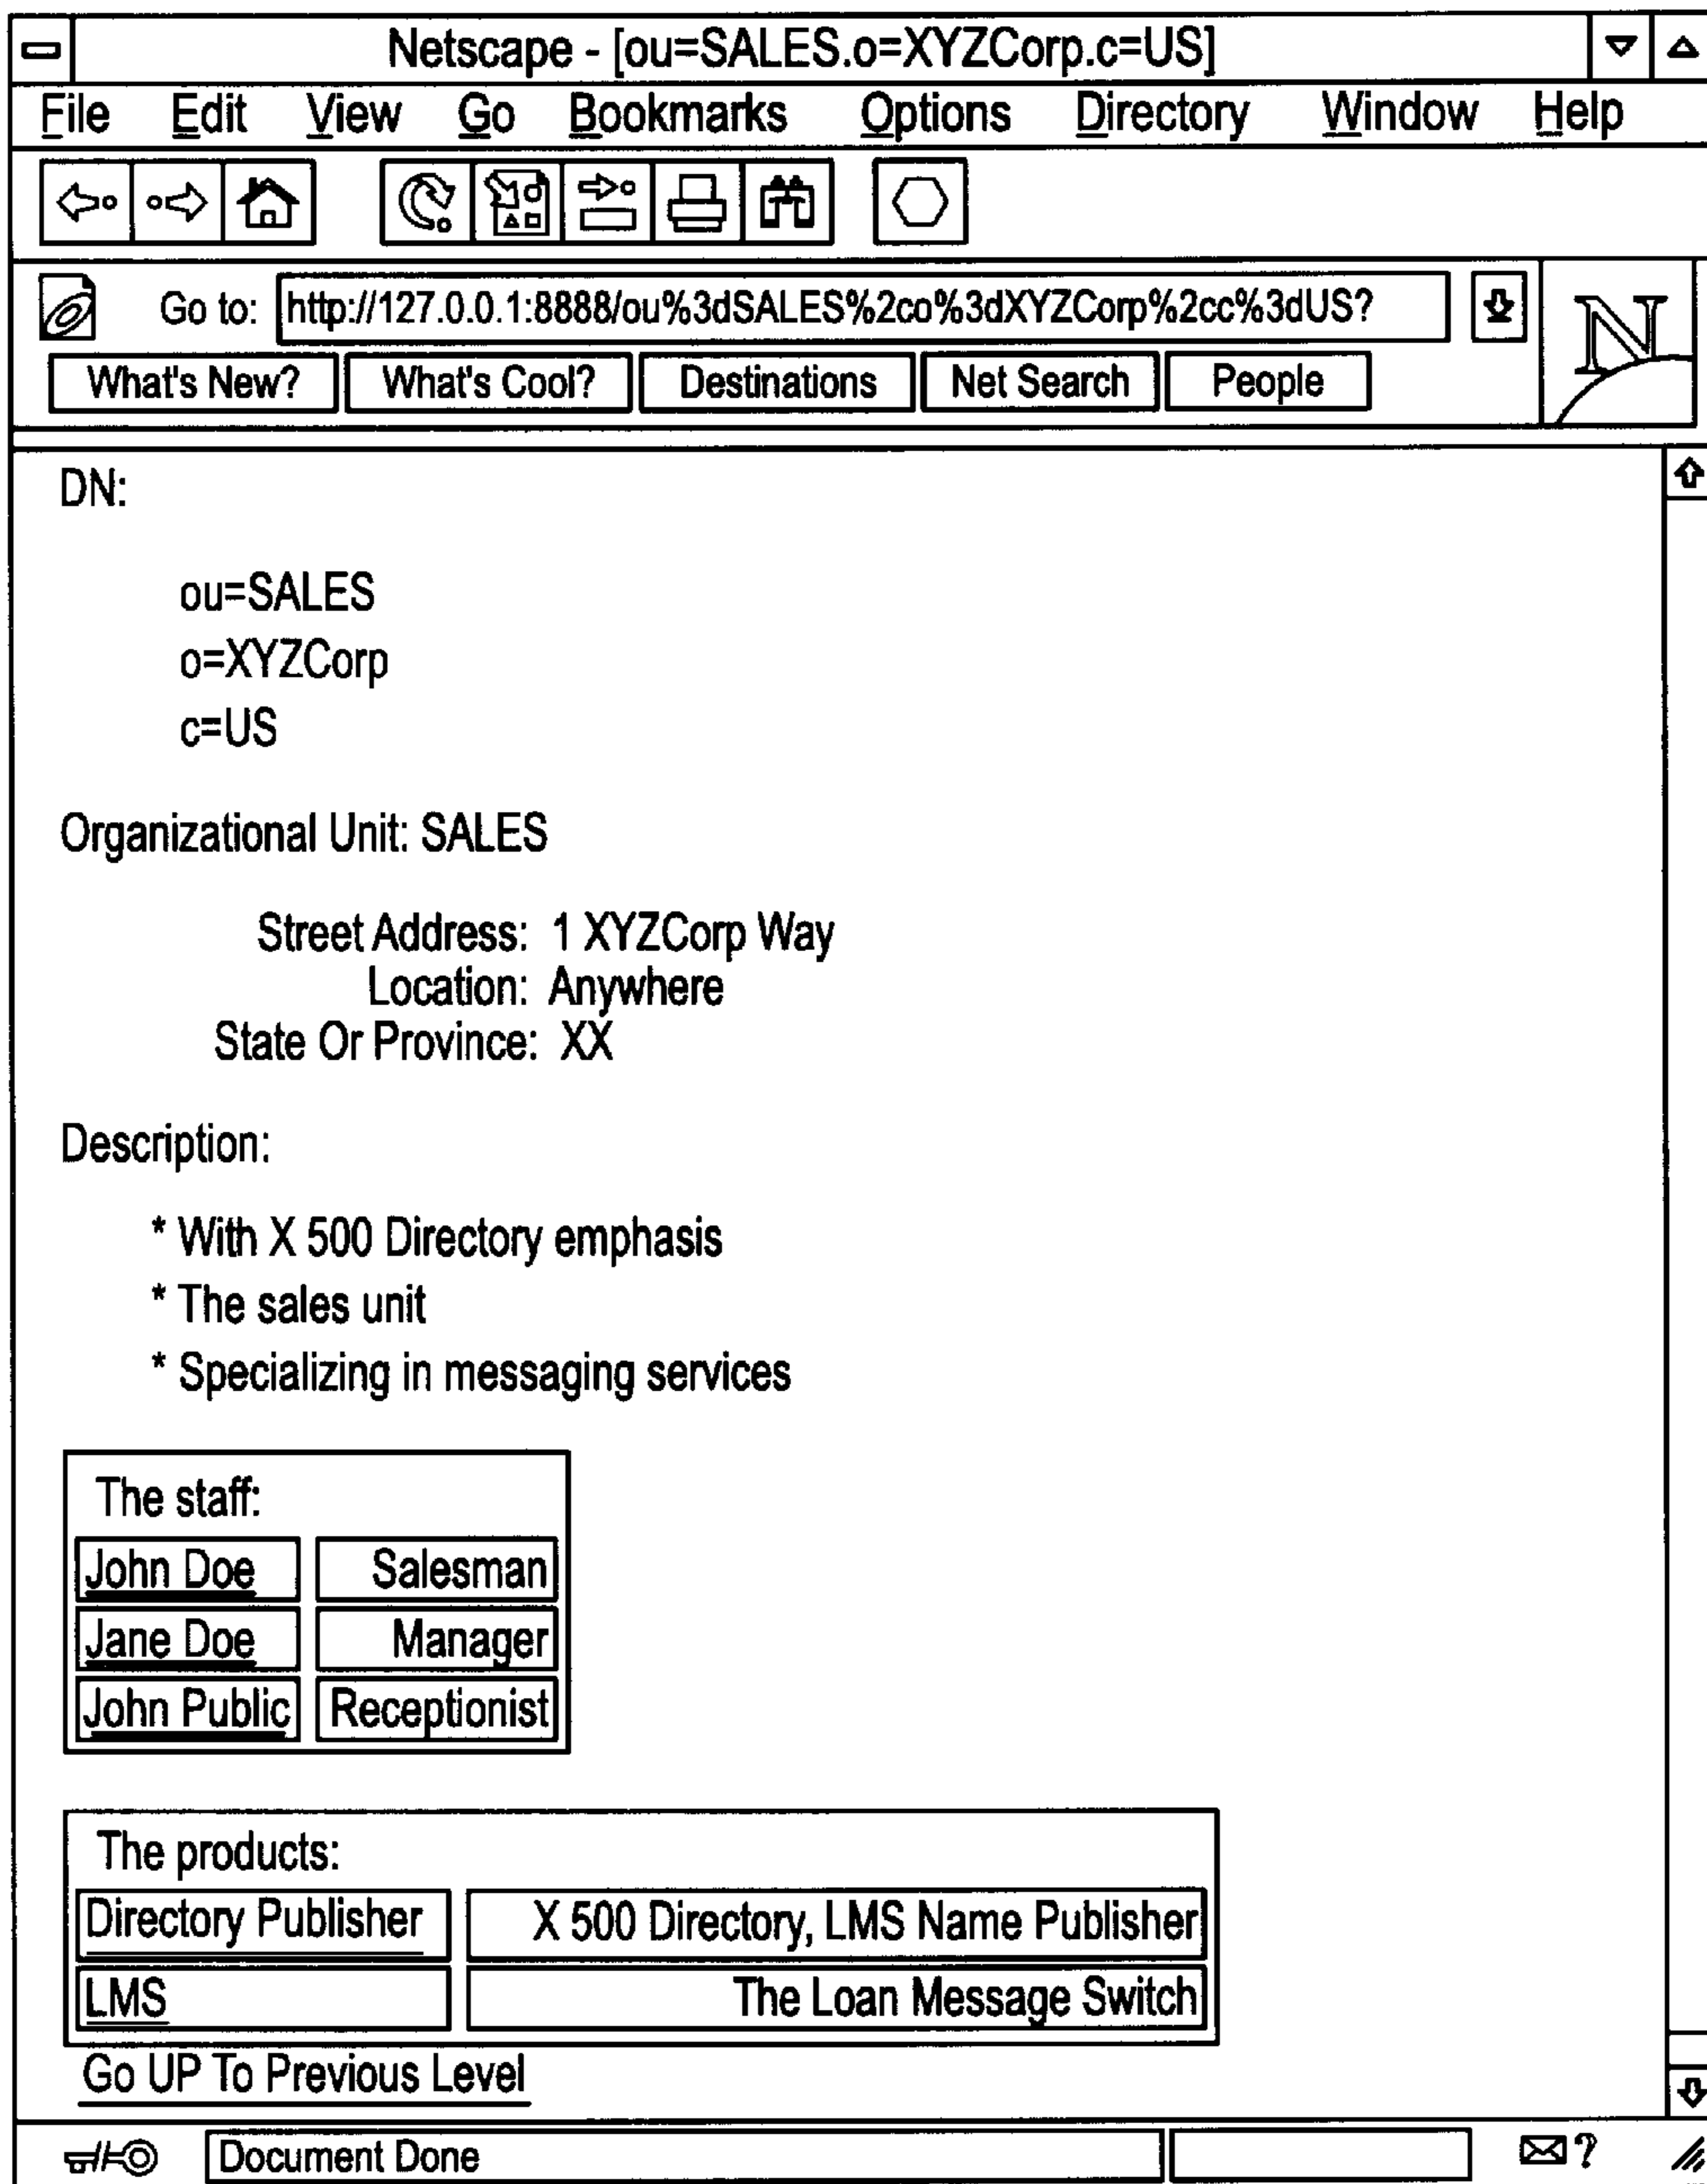 Netscape - [ou=SALES.o=XYZCorp.c=US]
File Edit View Go Bookmarks Options Directory Window Help
Go to: http://127.0.0.1:8888/ou%3dSALES%2co%3dXYZCorp%2cc%3dUS?
N
What's New? What's Cool? Destinations Net Search People
DN:
ou=SALES
o=XYZCorp
c=US
Organizational Unit: SALES
Street Address: 1 XYZCorp Way
Location: Anywhere
State Or Province: XX
Description:
* With X 500 Directory emphasis
* The sales unit
* Specializing in messaging services
The staff:
John Doe Salesman
Jane Doe Manager
John Public Receptionist
The products:
Directory Publisher X 500 Directory, LMS Name Publisher
LMS The Loan Message Switch
Go UP To Previous Level
Document Done ?